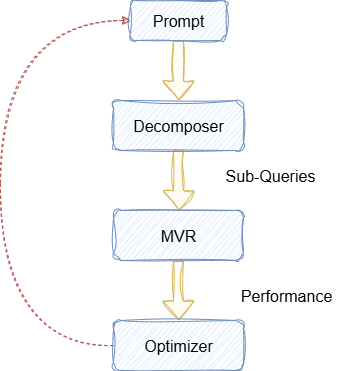 Prompt
Decomposer
Sub-Queries
MVR
Performance
Optimizer